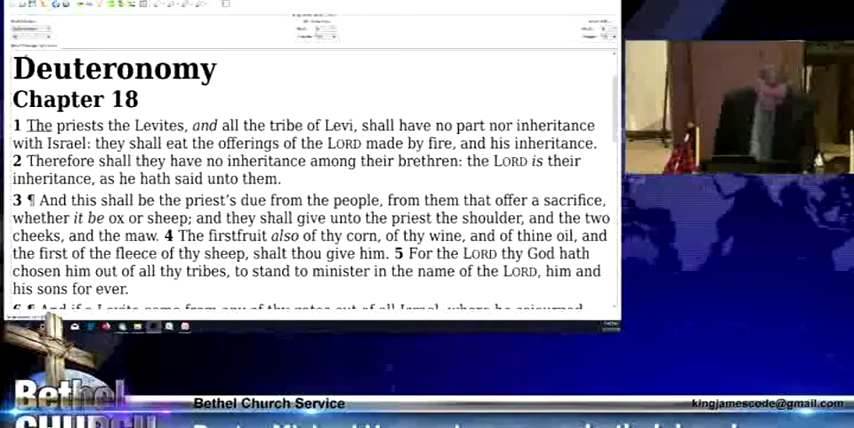 Deuteronomy
Chapter 18
1 The priests the Levites, and all the tribe of Levi, shall have no part nor inheritance
with Israel: they shall eat the offerings of the LORD made by fire, and his inheritance.
2 Therefore shall they have no inheritance among their brethren: the LORD is their
inheritance, as he hath said unto them.
3 ¶ And this shall be the priest's due from the people, from them that offer a sacrifice,
whether it be ox or sheep; and they shall give unto the priest the shoulder, and the two
cheeks, and the maw. 4 The firstfruit also of thy corn, of thy wine, and of thine oil, and
the first of the fleece of thy sheep, shalt thou give him. 5 For the LORD thy God hath
chosen him out of all thy tribes, to stand to minister in the name of the LORD, him and
his sons for ever.
Bethel
CHURCH
Bethel Church Service
kingjamescode@gmail.com